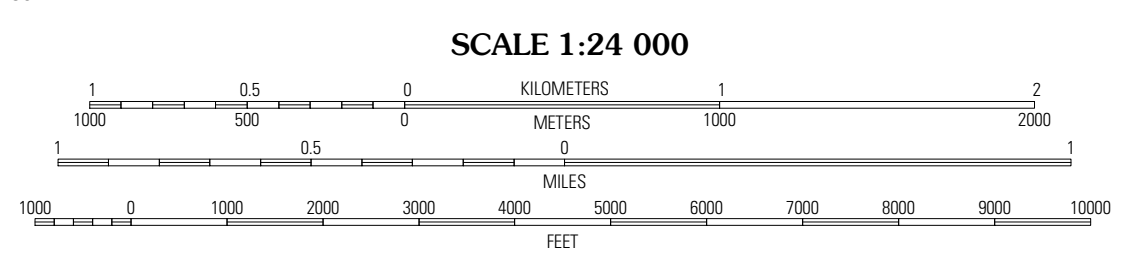 SCALE 1:24 000
1 0.5 0 KILOMETERS 1 2
1000 500 0 METERS 1000 2000
1 0.5 0 1
MILES
1000 0 1000 2000 3000 4000 5000 6000 7000 8000 9000 10000
FEET